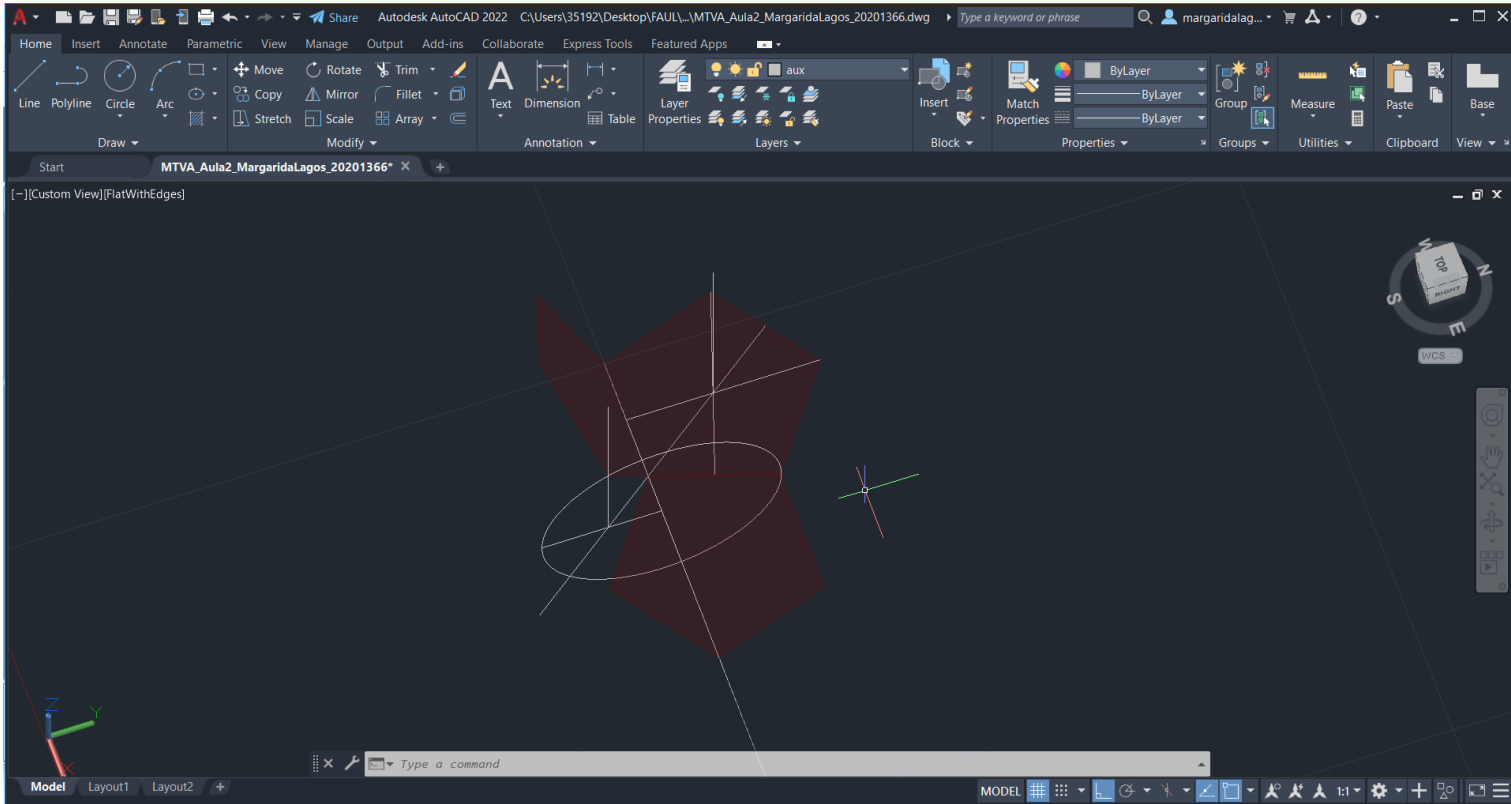 Share Autodesk AutoCAD 2022 C:\Users\35192\Desktop\FAUL\...\MTVA_Aula2_MargaridaLagos_20201366.dwg Type a keyword or phrase margaridalag...
Home Insert Annotate Parametric View Manage Output Add-ins Collaborate Express Tools Featured Apps
Move Rotate Trim aux ByLayer
Copy Mirror Fillet ByLayer
Line Polyline Circle Arc Text Dimension Layer Properties Insert Match Properties Group Measure Paste Base
Stretch Scale Array Table ByLayer
Draw Modify Annotation Layers Block Properties Groups Utilities Clipboard View
Start MTVA_Aula2_MargaridaLagos_20201366*
[−][Custom View][FlatWithEdges]
W
TOP
N
RIGHT
S
E
WCS
Z
Y
X
Type a command
Model Layout1 Layout2 MODEL 1:1